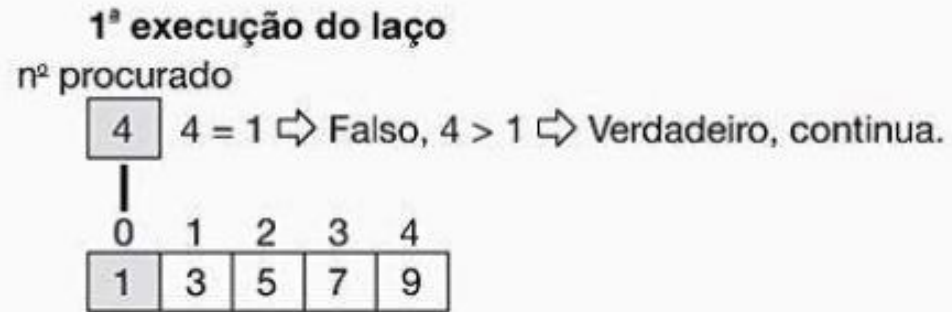 1ª execução do laço
nº procurado
4 4 = 1 ⇨ Falso, 4 > 1 ⇨ Verdadeiro, continua.
0 1 2 3 4
1 3 5 7 9